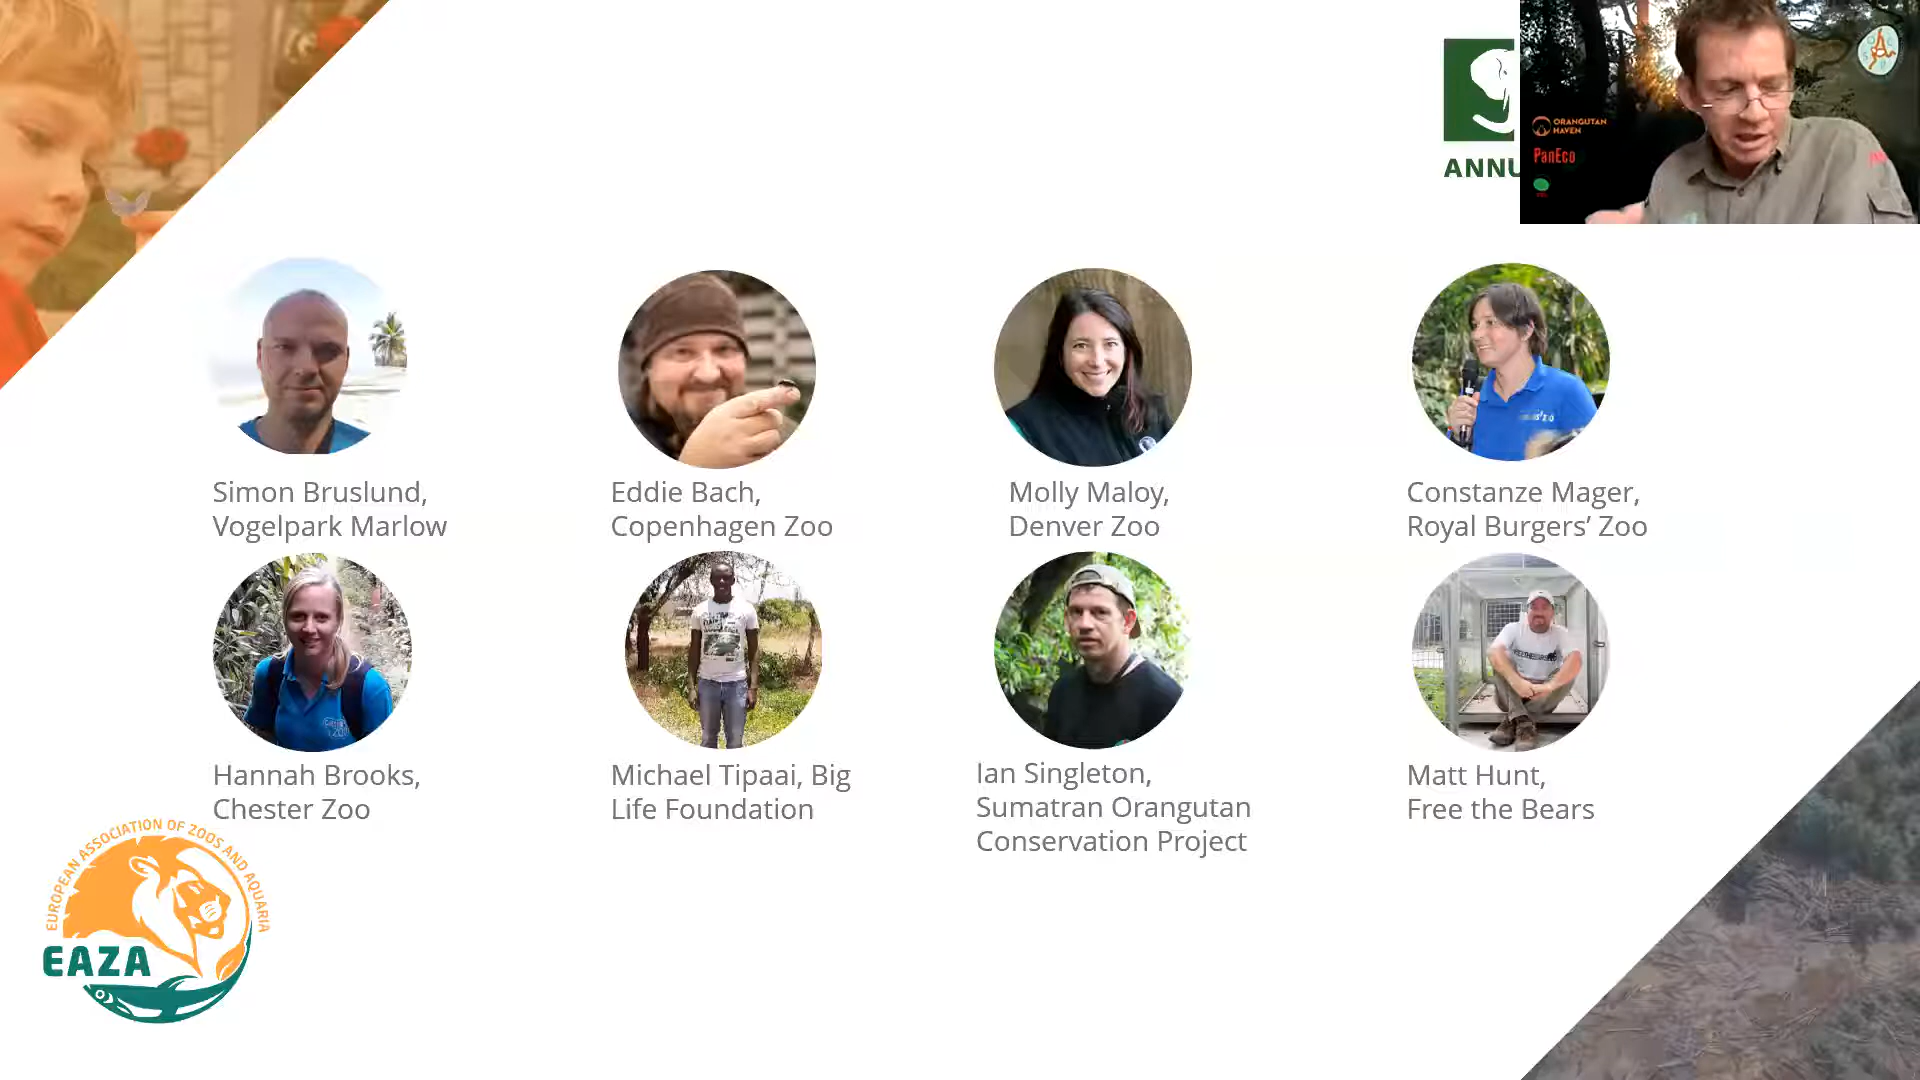 ANNU
ORANGUTAN
HAVEN
PanEco
Simon Bruslund,
Vogelpark Marlow
Eddie Bach,
Copenhagen Zoo
Molly Maloy,
Denver Zoo
Constanze Mager,
Royal Burgers’ Zoo
Hannah Brooks,
Chester Zoo
Michael Tipaai, Big
Life Foundation
Ian Singleton,
Sumatran Orangutan
Conservation Project
Matt Hunt,
Free the Bears
EUROPEAN ASSOCIATION OF ZOOS AND AQUARIA
EAZA